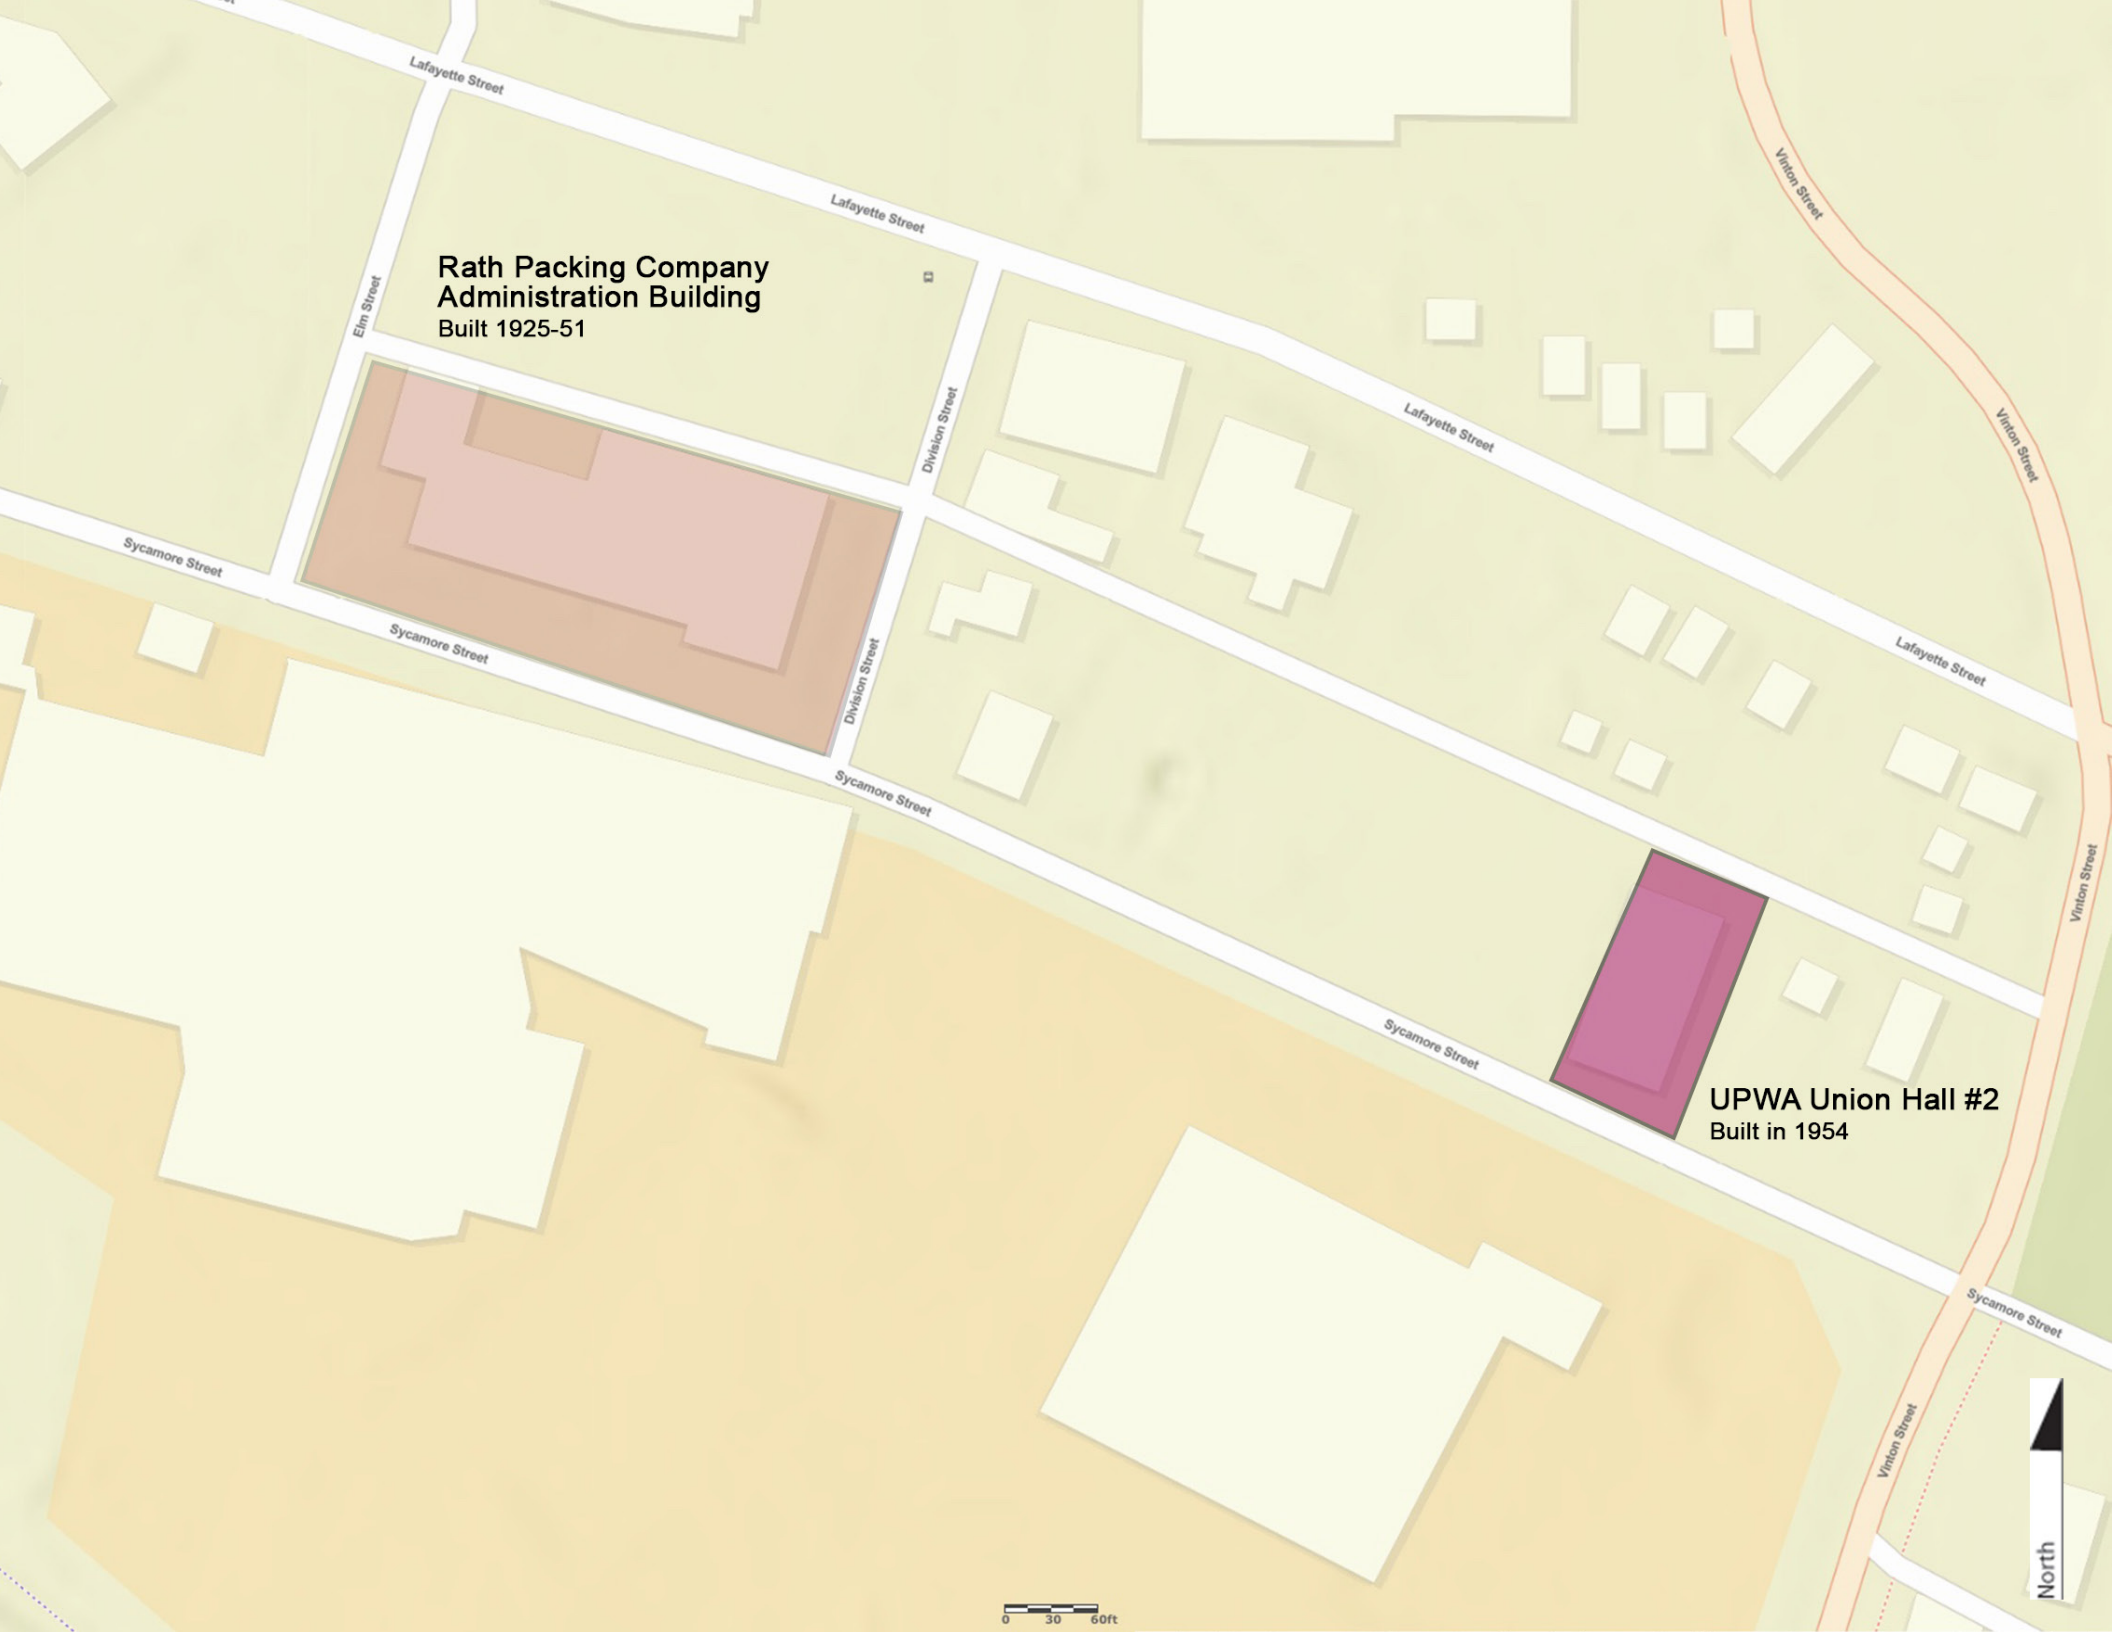 Lafayette Street
Lafayette Street
Vinton Street
Rath Packing Company
Administration Building
Built 1925-51
Elm Street
Division Street
Lafayette Street
Vinton Street
Sycamore Street
Sycamore Street
Division Street
Lafayette Street
Sycamore Street
Vinton Street
Sycamore Street
UPWA Union Hall #2
Built in 1954
Sycamore Street
Vinton Street
North
0 30 60ft